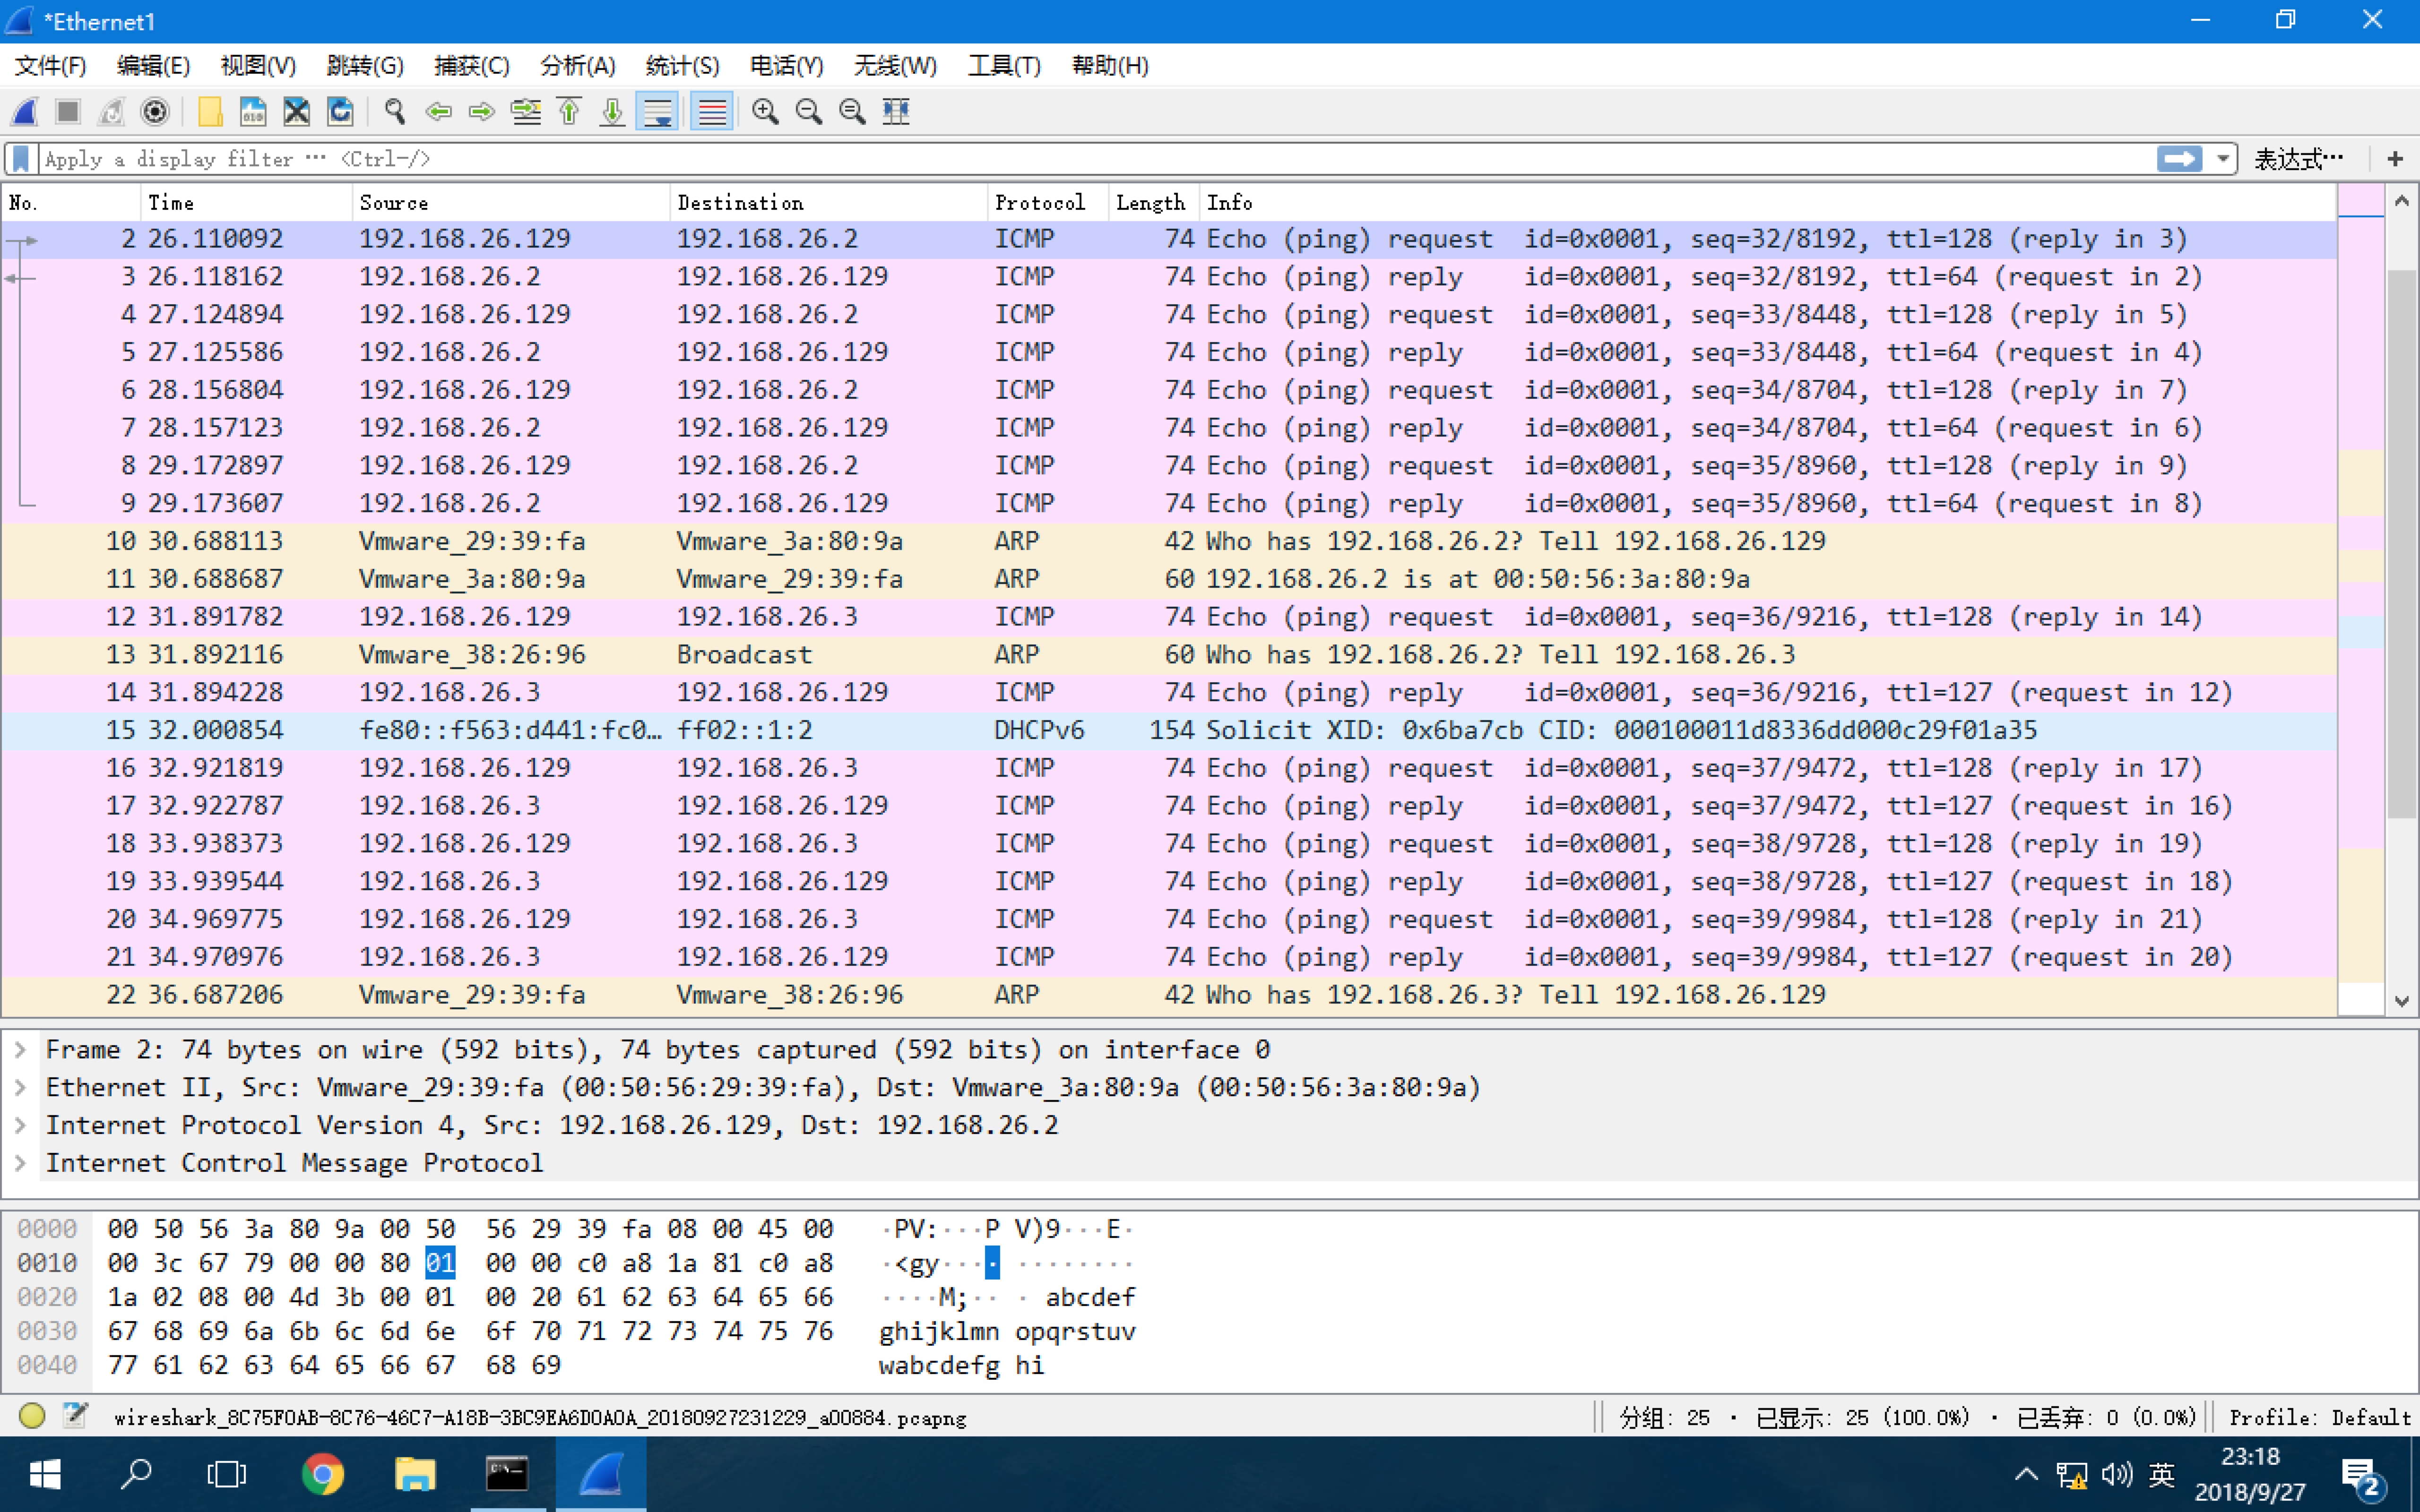 *Ethernet1
文件(F) 编辑(E) 视图(V) 跳转(G) 捕获(C) 分析(A) 统计(S) 电话(Y) 无线(W) 工具(T) 帮助(H)
Apply a display filter … <Ctrl-/> 表达式… +
No. Time Source Destination Protocol Length Info
2 26.110092 192.168.26.129 192.168.26.2 ICMP 74 Echo (ping) request id=0x0001, seq=32/8192, ttl=128 (reply in 3)
3 26.118162 192.168.26.2 192.168.26.129 ICMP 74 Echo (ping) reply id=0x0001, seq=32/8192, ttl=64 (request in 2)
4 27.124894 192.168.26.129 192.168.26.2 ICMP 74 Echo (ping) request id=0x0001, seq=33/8448, ttl=128 (reply in 5)
5 27.125586 192.168.26.2 192.168.26.129 ICMP 74 Echo (ping) reply id=0x0001, seq=33/8448, ttl=64 (request in 4)
6 28.156804 192.168.26.129 192.168.26.2 ICMP 74 Echo (ping) request id=0x0001, seq=34/8704, ttl=128 (reply in 7)
7 28.157123 192.168.26.2 192.168.26.129 ICMP 74 Echo (ping) reply id=0x0001, seq=34/8704, ttl=64 (request in 6)
8 29.172897 192.168.26.129 192.168.26.2 ICMP 74 Echo (ping) request id=0x0001, seq=35/8960, ttl=128 (reply in 9)
9 29.173607 192.168.26.2 192.168.26.129 ICMP 74 Echo (ping) reply id=0x0001, seq=35/8960, ttl=64 (request in 8)
10 30.688113 Vmware_29:39:fa Vmware_3a:80:9a ARP 42 Who has 192.168.26.2? Tell 192.168.26.129
11 30.688687 Vmware_3a:80:9a Vmware_29:39:fa ARP 60 192.168.26.2 is at 00:50:56:3a:80:9a
12 31.891782 192.168.26.129 192.168.26.3 ICMP 74 Echo (ping) request id=0x0001, seq=36/9216, ttl=128 (reply in 14)
13 31.892116 Vmware_38:26:96 Broadcast ARP 60 Who has 192.168.26.2? Tell 192.168.26.3
14 31.894228 192.168.26.3 192.168.26.129 ICMP 74 Echo (ping) reply id=0x0001, seq=36/9216, ttl=127 (request in 12)
15 32.000854 fe80::f563:d441:fc0… ff02::1:2 DHCPv6 154 Solicit XID: 0x6ba7cb CID: 000100011d8336dd000c29f01a35
16 32.921819 192.168.26.129 192.168.26.3 ICMP 74 Echo (ping) request id=0x0001, seq=37/9472, ttl=128 (reply in 17)
17 32.922787 192.168.26.3 192.168.26.129 ICMP 74 Echo (ping) reply id=0x0001, seq=37/9472, ttl=127 (request in 16)
18 33.938373 192.168.26.129 192.168.26.3 ICMP 74 Echo (ping) request id=0x0001, seq=38/9728, ttl=128 (reply in 19)
19 33.939544 192.168.26.3 192.168.26.129 ICMP 74 Echo (ping) reply id=0x0001, seq=38/9728, ttl=127 (request in 18)
20 34.969775 192.168.26.129 192.168.26.3 ICMP 74 Echo (ping) request id=0x0001, seq=39/9984, ttl=128 (reply in 21)
21 34.970976 192.168.26.3 192.168.26.129 ICMP 74 Echo (ping) reply id=0x0001, seq=39/9984, ttl=127 (request in 20)
22 36.687206 Vmware_29:39:fa Vmware_38:26:96 ARP 42 Who has 192.168.26.3? Tell 192.168.26.129
Frame 2: 74 bytes on wire (592 bits), 74 bytes captured (592 bits) on interface 0
Ethernet II, Src: Vmware_29:39:fa (00:50:56:29:39:fa), Dst: Vmware_3a:80:9a (00:50:56:3a:80:9a)
Internet Protocol Version 4, Src: 192.168.26.129, Dst: 192.168.26.2
Internet Control Message Protocol
0000 00 50 56 3a 80 9a 00 50 56 29 39 fa 08 00 45 00 ·PV:···P V)9···E·
0010 00 3c 67 79 00 00 80 01 00 00 c0 a8 1a 81 c0 a8 ·<gy···· ········
0020 1a 02 08 00 4d 3b 00 01 00 20 61 62 63 64 65 66 ····M;·· · abcdef
0030 67 68 69 6a 6b 6c 6d 6e 6f 70 71 72 73 74 75 76 ghijklmn opqrstuv
0040 77 61 62 63 64 65 66 67 68 69 wabcdefg hi
wireshark_8C75F0AB-8C76-46C7-A18B-3BC9EA6D0A0A_20180927231229_a00884.pcapng 分组: 25 · 已显示: 25 (100.0%) · 已丢弃: 0 (0.0%) Profile: Default
英 23:18
2018/9/27 2